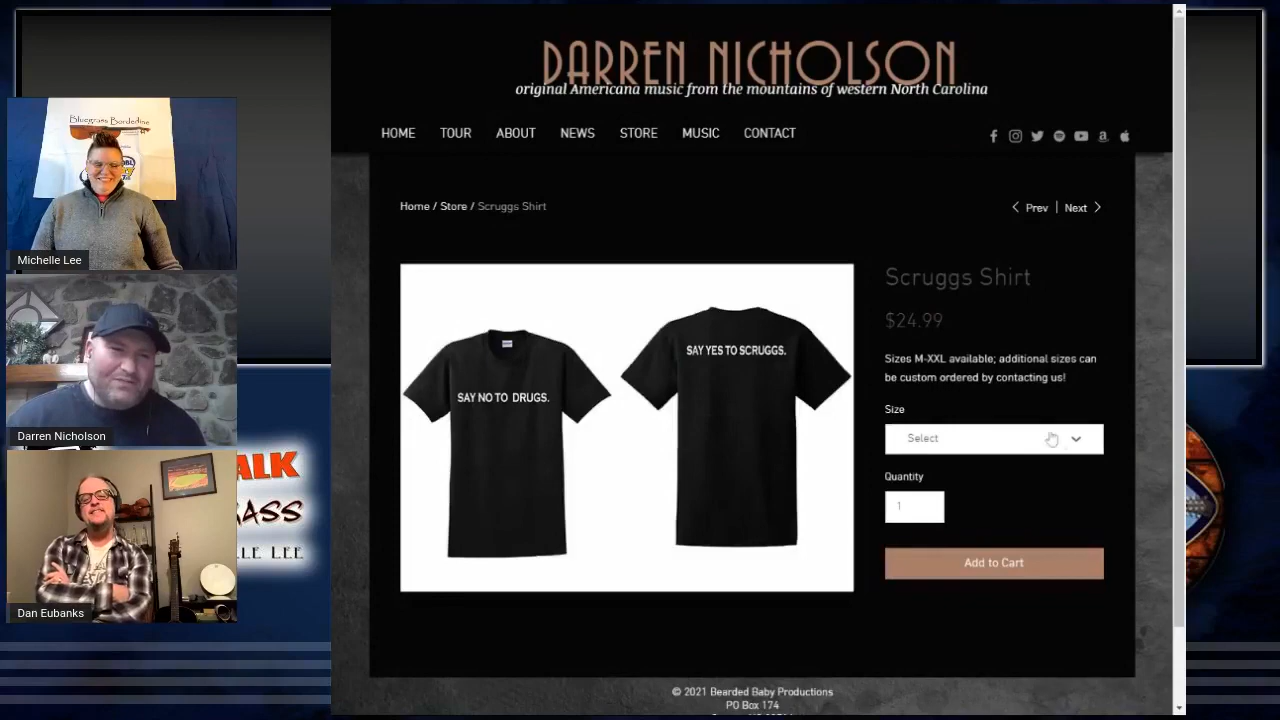 DARREN NICHOLSON
original Americana music from the mountains of western North Carolina
HOME TOUR ABOUT NEWS STORE MUSIC CONTACT
Home / Store / Scruggs Shirt
Prev | Next
SAY NO TO DRUGS.
SAY YES TO SCRUGGS.
Scruggs Shirt
$24.99
Sizes M-XXL available; additional sizes can
be custom ordered by contacting us!
Size
Select
Quantity
1
Add to Cart
© 2021 Bearded Baby Productions
PO Box 174
Bluegrass Borderline
Michelle Lee
Darren Nicholson
Dan Eubanks
ALK
RASS
LLE LEE